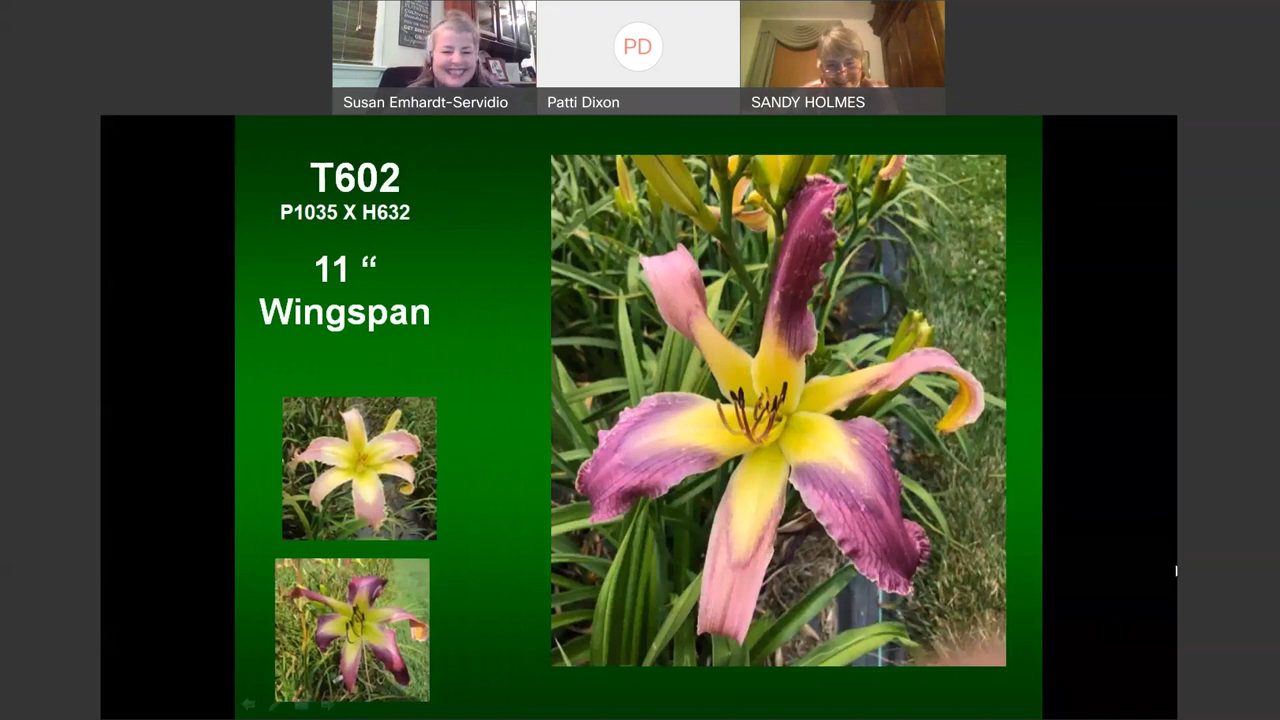 PD
Susan Emhardt-Servidio
Patti Dixon
SANDY HOLMES
T602
P1035 X H632
11 “
Wingspan